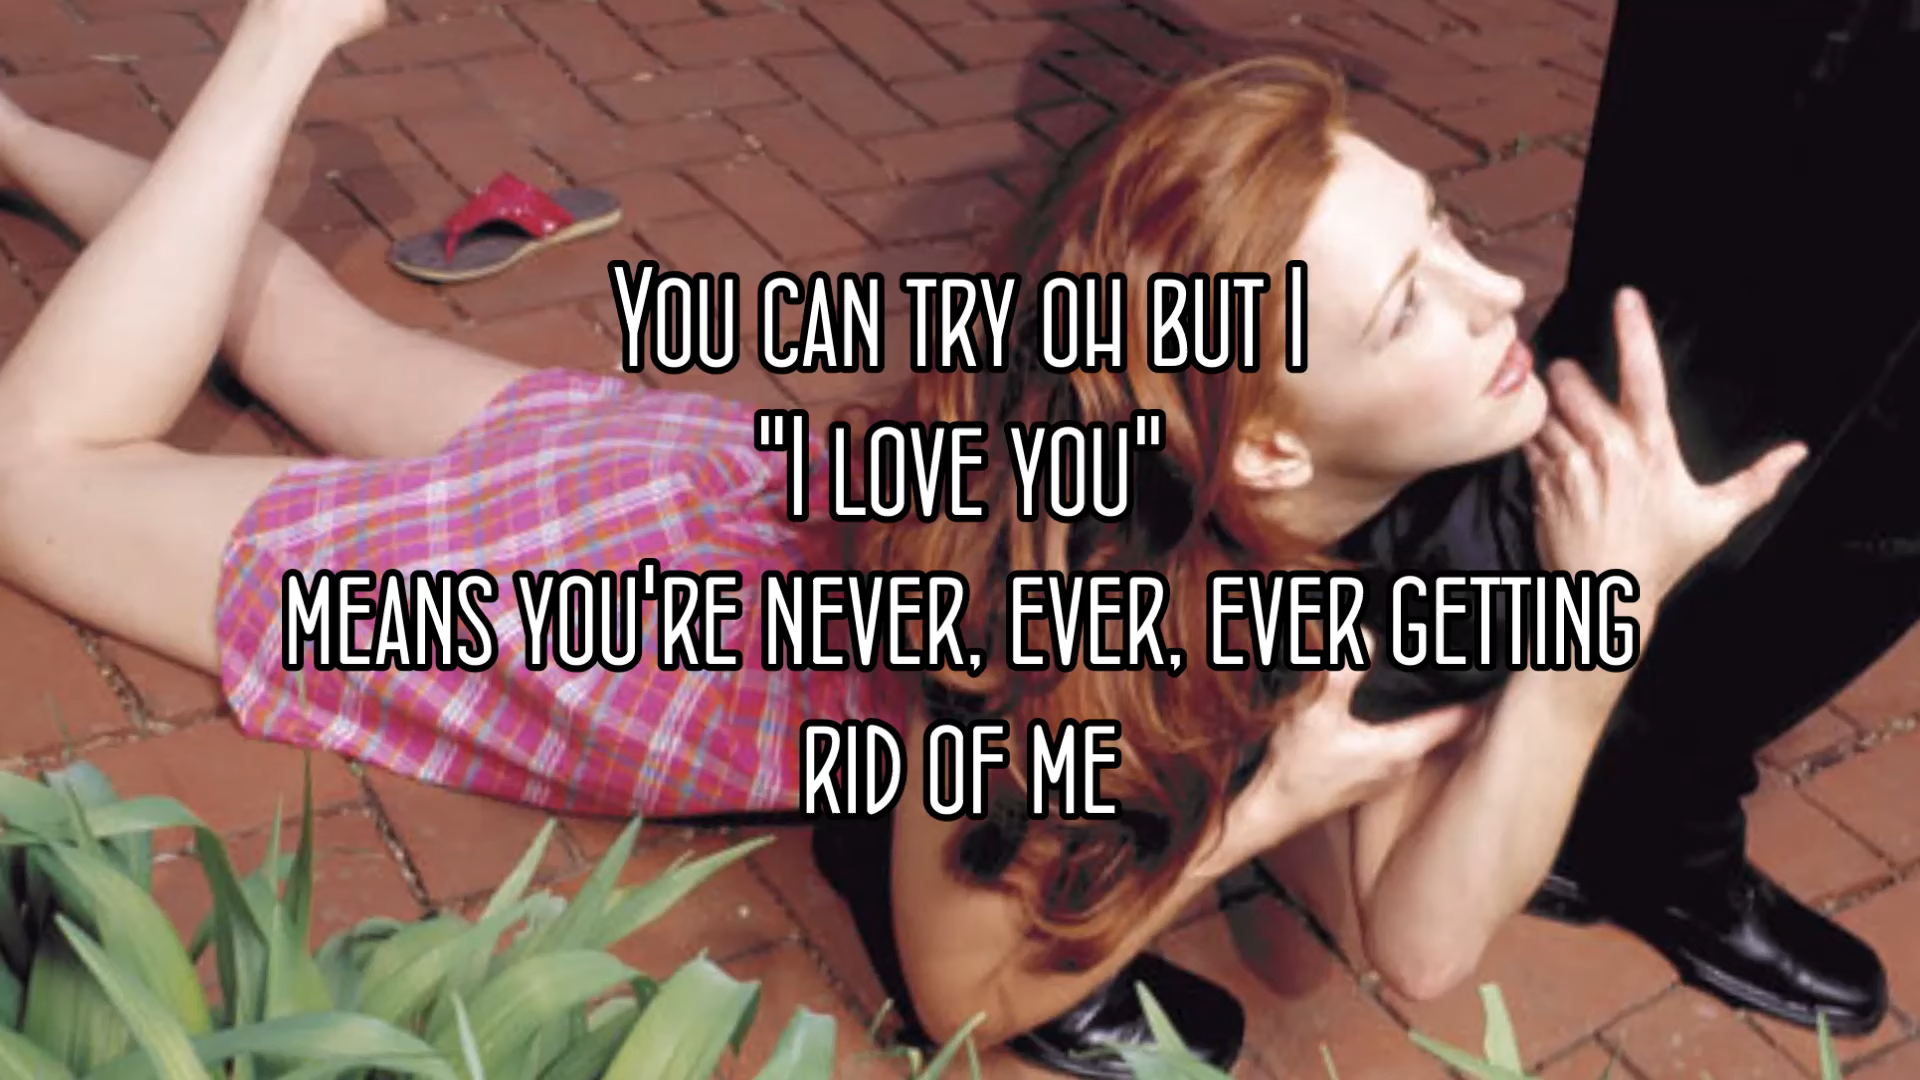 You can try oh but I
"I love you"
means you're never, ever, ever getting
rid of me